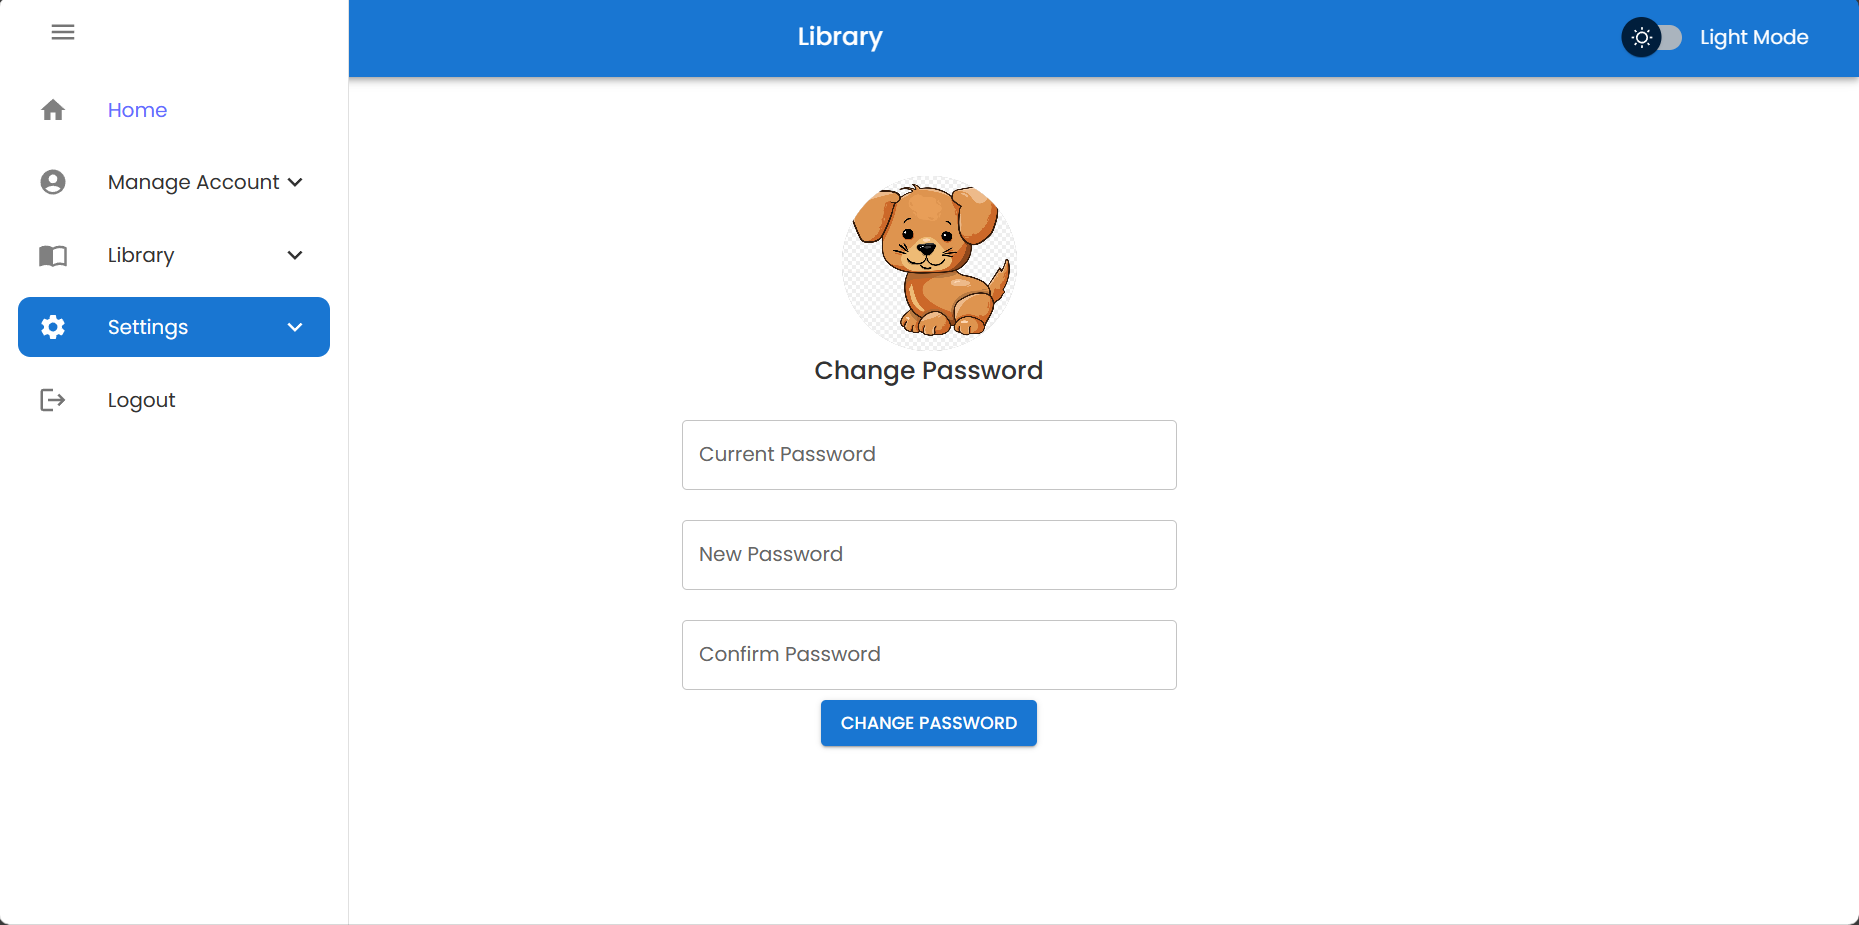 Library
Light Mode
Home
Manage Account
Library
Settings
Logout
Change Password
Current Password
New Password
Confirm Password
CHANGE PASSWORD